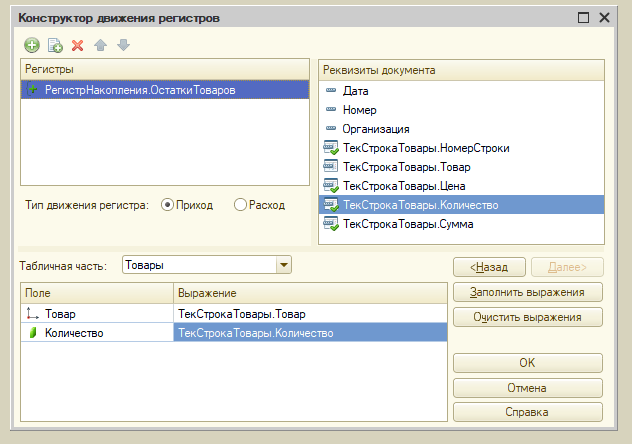 Конструктор движения регистров
Регистры
РегистрНакопления.ОстаткиТоваров
Тип движения регистра:
Приход
Расход
Реквизиты документа
Дата
Номер
Организация
ТекСтрокаТовары.НомерСтроки
ТекСтрокаТовары.Товар
ТекСтрокаТовары.Цена
ТекСтрокаТовары.Количество
ТекСтрокаТовары.Сумма
Табличная часть:
Товары
<Назад
Далее>
Поле
Выражение
Товар
ТекСтрокаТовары.Товар
Количество
ТекСтрокаТовары.Количество
Заполнить выражения
Очистить выражения
OK
Отмена
Справка